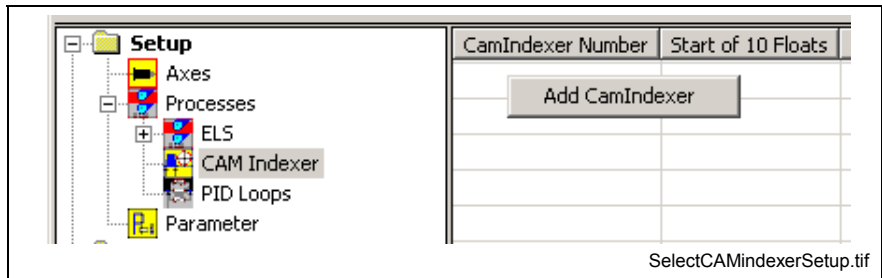 Setup
Axes
Processes
ELS
CAM Indexer
PID Loops
Parameter
CamIndexer Number
Start of 10 Floats
Add CamIndexer
SelectCAMindexerSetup.tif